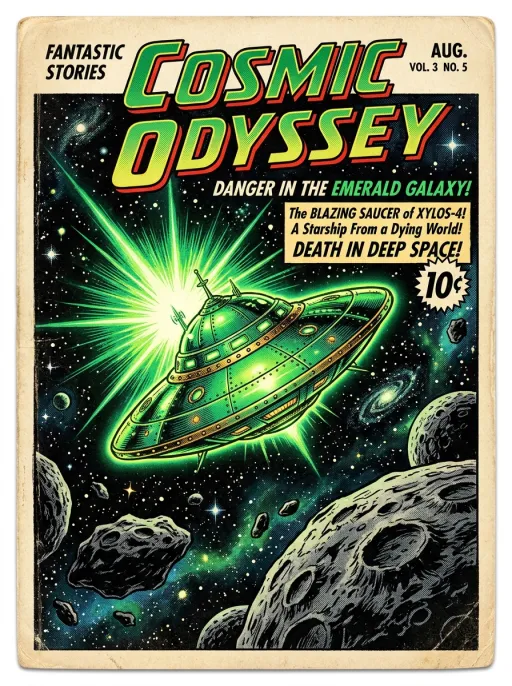 FANTASTIC
STORIES
COSMIC
ODYSSEY
AUG.
VOL. 3 NO. 5
DANGER IN THE EMERALD GALAXY!
The BLAZING SAUCER of XYLOS-4!
A Starship From a Dying World!
DEATH IN DEEP SPACE!
10¢